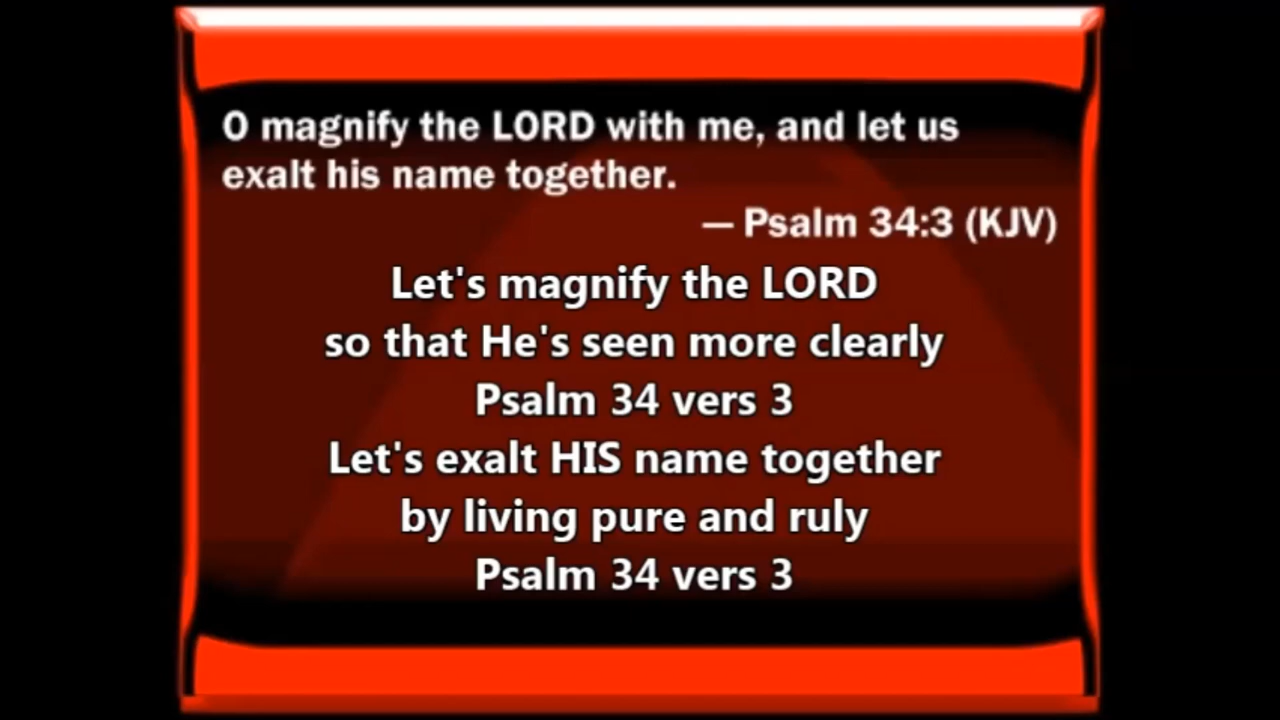 O magnify the LORD with me, and let us
exalt his name together.
— Psalm 34:3 (KJV)
Let's magnify the LORD
so that He's seen more clearly
Psalm 34 vers 3
Let's exalt HIS name together
by living pure and ruly
Psalm 34 vers 3